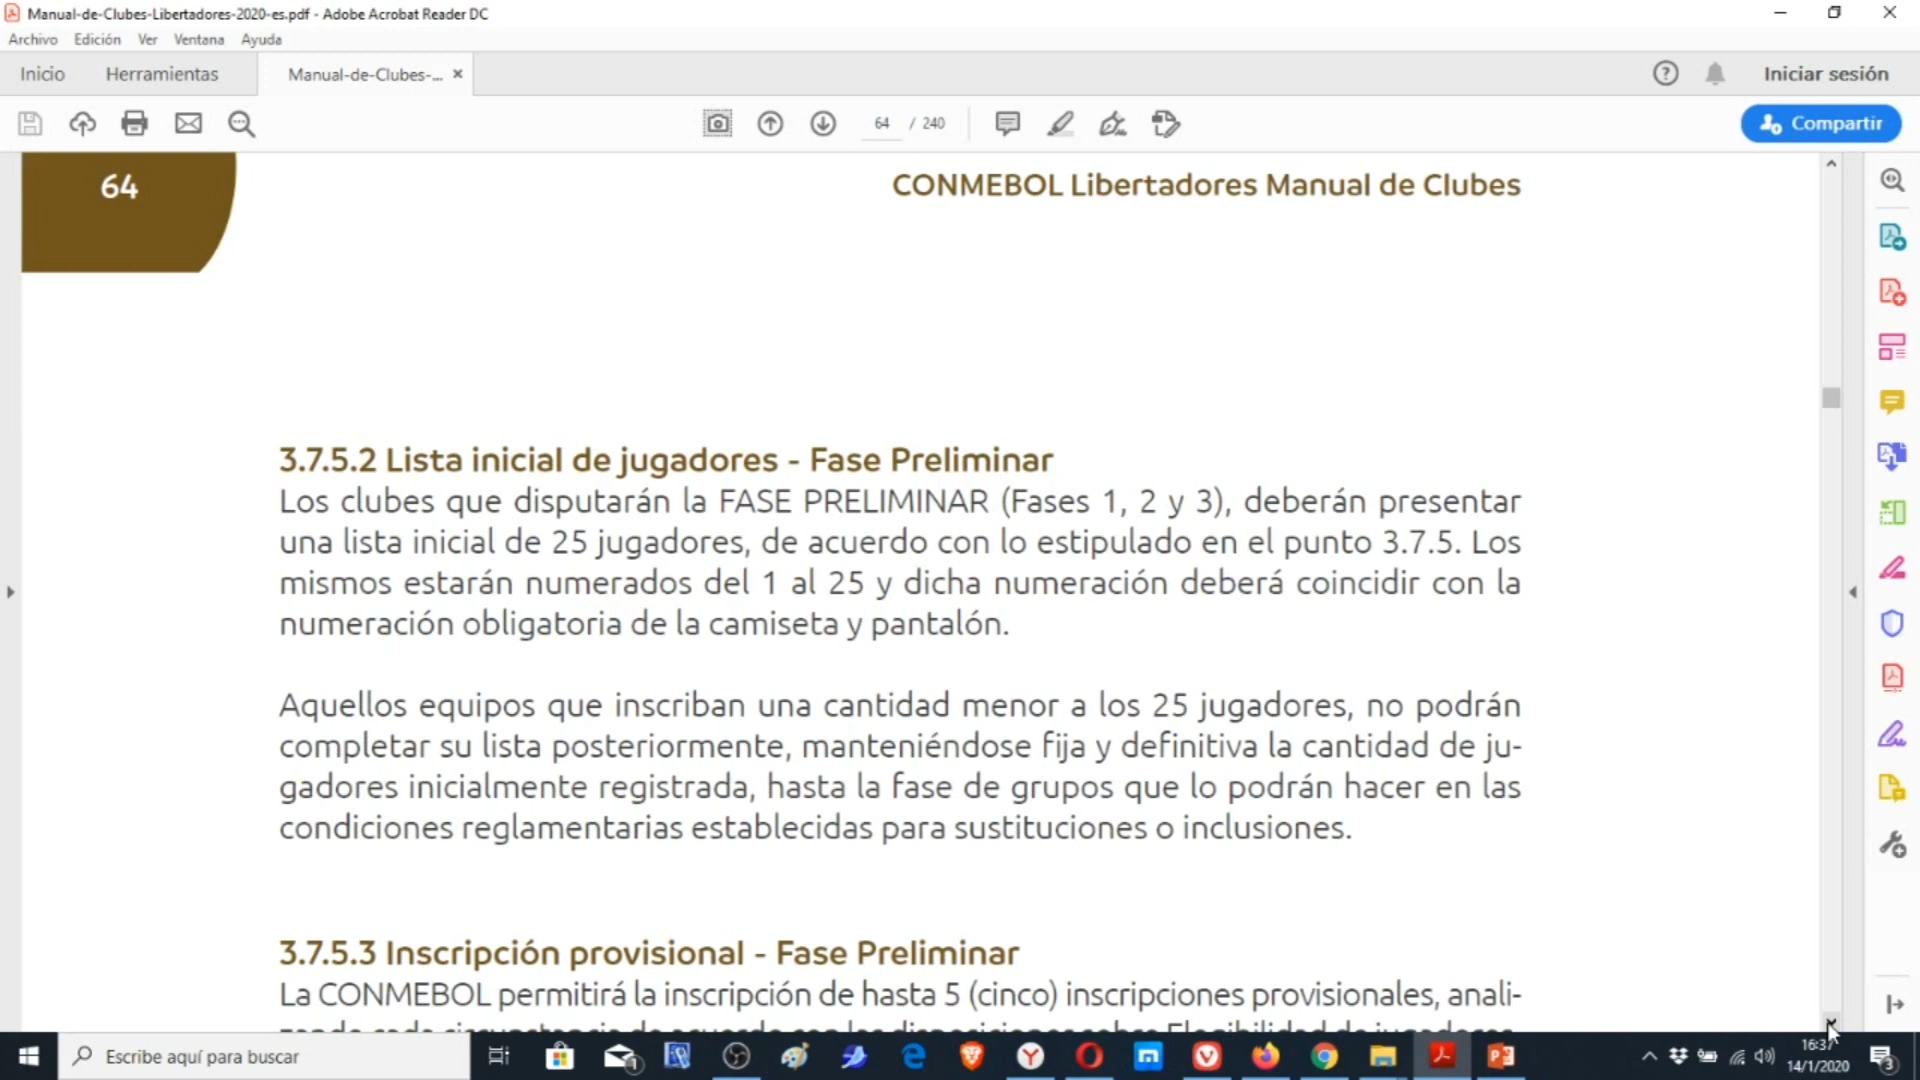 Manual-de-Clubes-Libertadores-2020-es.pdf - Adobe Acrobat Reader DC
Archivo Edición Ver Ventana Ayuda
Inicio Herramientas Manual-de-Clubes-... × Iniciar sesión
64 / 240 Compartir
64
CONMEBOL Libertadores Manual de Clubes
3.7.5.2 Lista inicial de jugadores - Fase Preliminar
Los clubes que disputarán la FASE PRELIMINAR (Fases 1, 2 y 3), deberán presentar
una lista inicial de 25 jugadores, de acuerdo con lo estipulado en el punto 3.7.5. Los
mismos estarán numerados del 1 al 25 y dicha numeración deberá coincidir con la
numeración obligatoria de la camiseta y pantalón.
Aquellos equipos que inscriban una cantidad menor a los 25 jugadores, no podrán
completar su lista posteriormente, manteniéndose fija y definitiva la cantidad de ju-
gadores inicialmente registrada, hasta la fase de grupos que lo podrán hacer en las
condiciones reglamentarias establecidas para sustituciones o inclusiones.
3.7.5.3 Inscripción provisional - Fase Preliminar
La CONMEBOL permitirá la inscripción de hasta 5 (cinco) inscripciones provisionales, anali-
Escribe aquí para buscar
16:37
14/1/2020